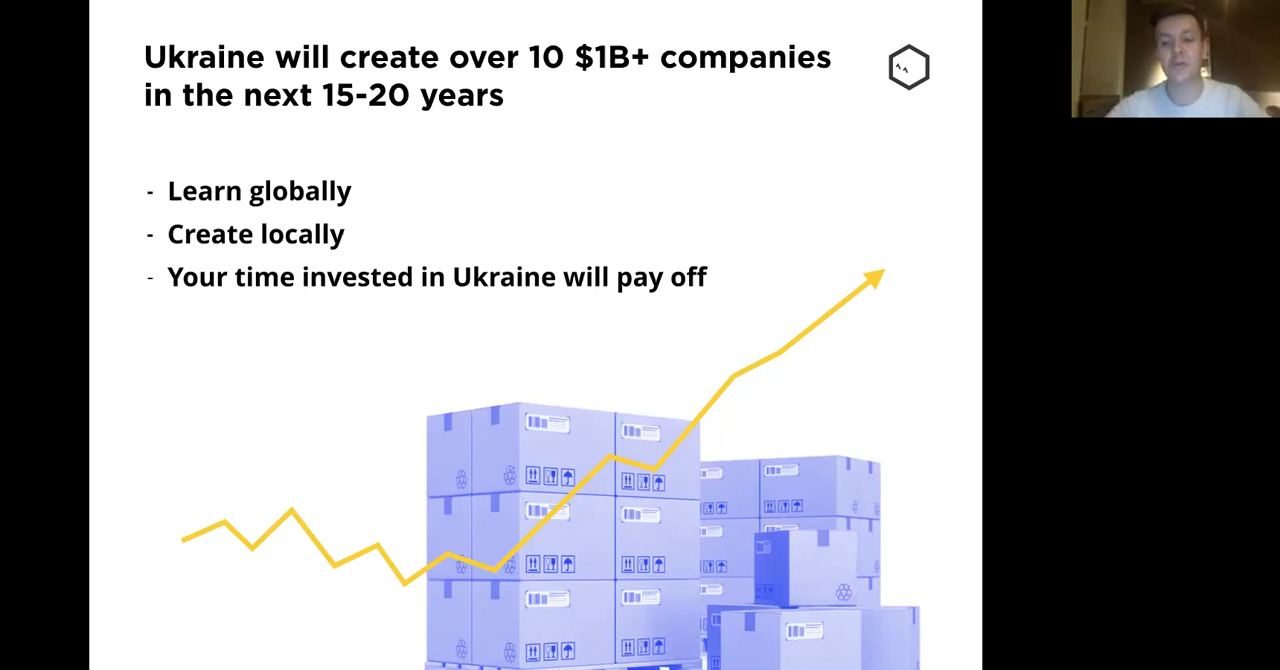 Ukraine will create over 10 $1B+ companies
in the next 15-20 years
- Learn globally
- Create locally
- Your time invested in Ukraine will pay off